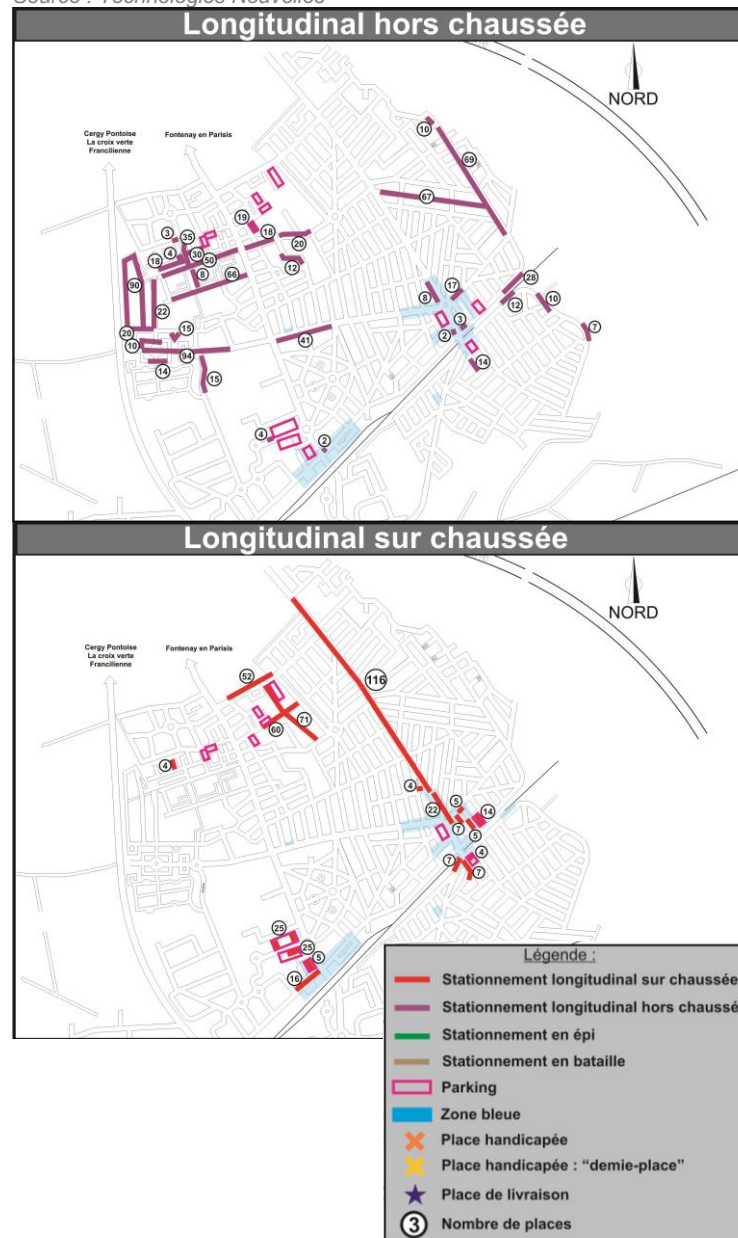 Source : Technologies Nouvelles
Longitudinal hors chaussée
NORD
Cergy Pontoise
La croix verte
Francilienne
Fontenay en Parisis
10
69
67
19
18
20
3
35
4
30
50
18
12
8
66
90
22
28
17
8
12
10
20
15
3
7
10
2
41
94
14
14
15
4
2
Longitudinal sur chaussée
NORD
Cergy Pontoise
La croix verte
Francilienne
Fontenay en Parisis
52
116
71
60
4
4
22
5
14
7
5
4
7
7
25
25
5
16
Légende :
Stationnement longitudinal sur chaussée
Stationnement longitudinal hors chaussé
Stationnement en épi
Stationnement en bataille
Parking
Zone bleue
Place handicapée
Place handicapée : “demie-place”
Place de livraison
3 Nombre de places